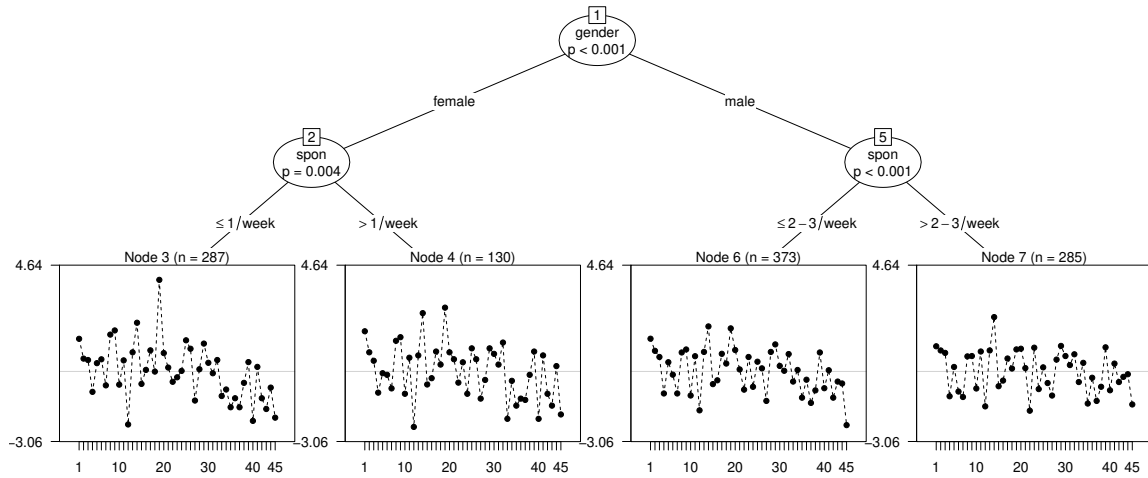 1
gender
p < 0.001
female
male
2
spon
p = 0.004
5
spon
p < 0.001
≤ 1/week
> 1/week
≤ 2 − 3/week
> 2 − 3/week
Node 3 (n = 287)
Node 4 (n = 130)
Node 6 (n = 373)
Node 7 (n = 285)
4.64
4.64
4.64
4.64
−3.06
−3.06
−3.06
−3.06
1 10 20 30 40 45
1 10 20 30 40 45
1 10 20 30 40 45
1 10 20 30 40 45